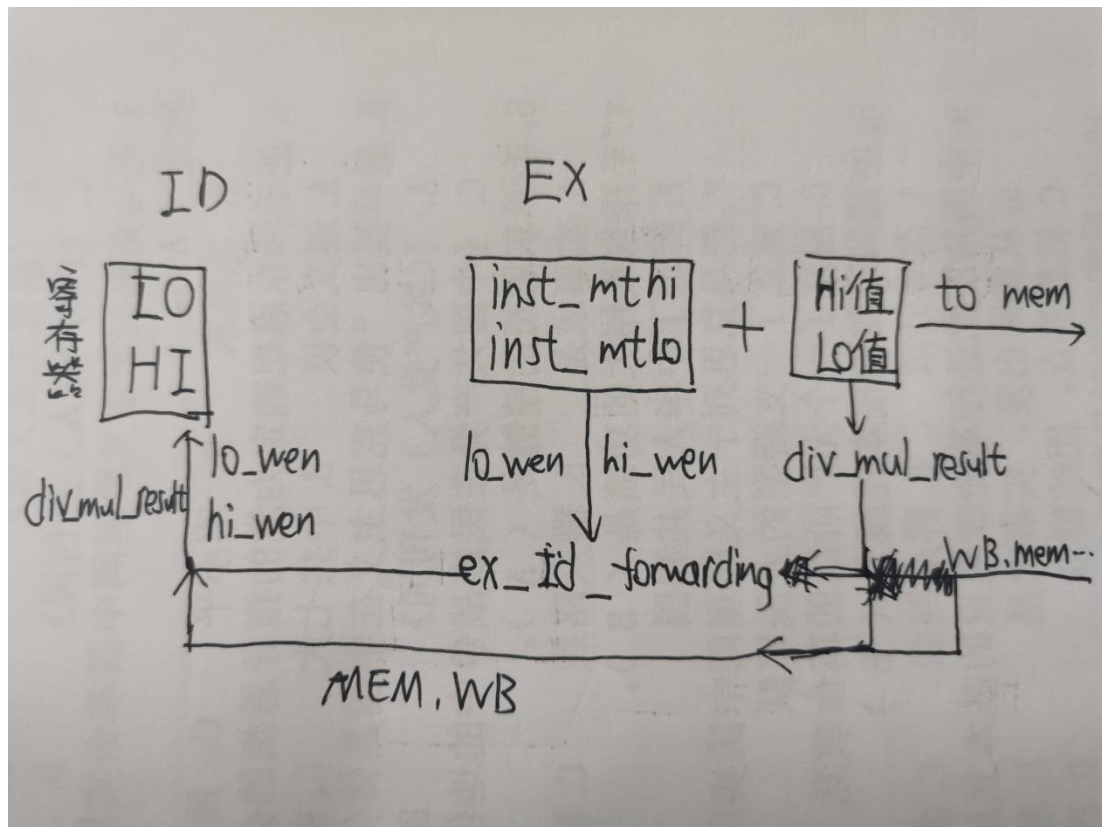 ID
EX
寄存器
IO
HI
inst_mthi
inst_mtlo
+
Hi值
Lo值
to mem
div_mul_result
lo_wen
hi_wen
lo_wen
hi_wen
div_mul_result
ex_Id_forwarding
WB.mem...
MEM.WB